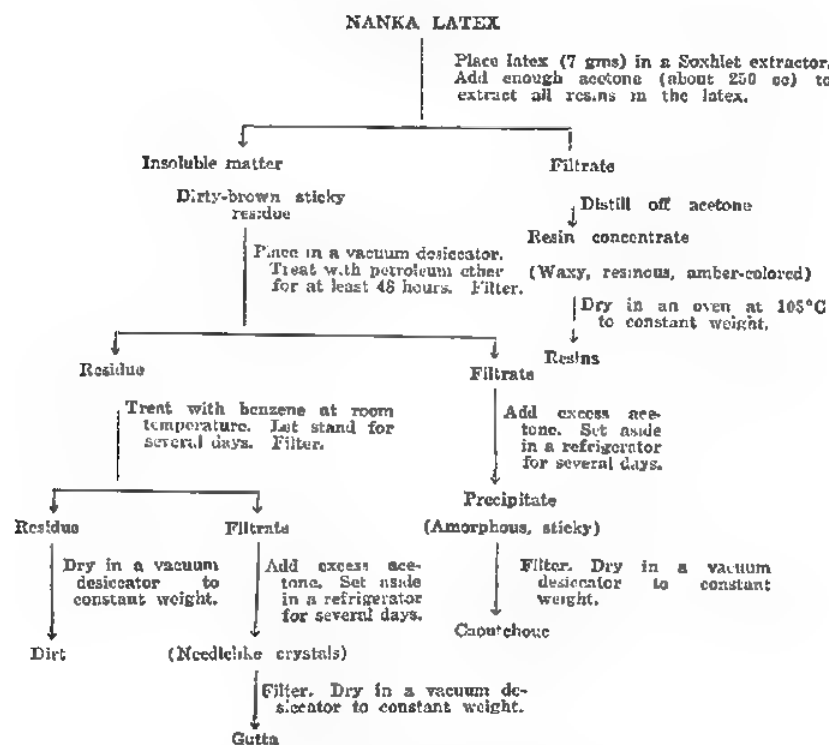 NANKA LATEX
Place latex (7 gms) in a Soxhlet extractor.
Add enough acetone (about 250 cc) to
extract all resins in the latex.
Insoluble matter
Filtrate
Dirty-brown sticky
residue
Distill off acetone
Resin concentrate
Place in a vacuum desiccator.
Treat with petroleum ether
for at least 48 hours. Filter.
(Waxy, resinous, amber-colored)
Dry in an oven at 105°C
to constant weight.
Resins
Residue
Filtrate
Treat with benzene at room
temperature. Let stand for
several days. Filter.
Add excess ace-
tone. Set aside
in a refrigerator
for several days.
Precipitate
(Amorphous, sticky)
Residue
Filtrate
Dry in a vacuum
desiccator to
constant weight.
Add excess ace-
tone. Set aside
in a refrigerator
for several days.
Filter. Dry in a vacuum
desiccator to constant
weight.
Caoutchouc
Dirt
(Needlelike crystals)
Filter. Dry in a vacuum de-
siccator to constant weight.
Gutta